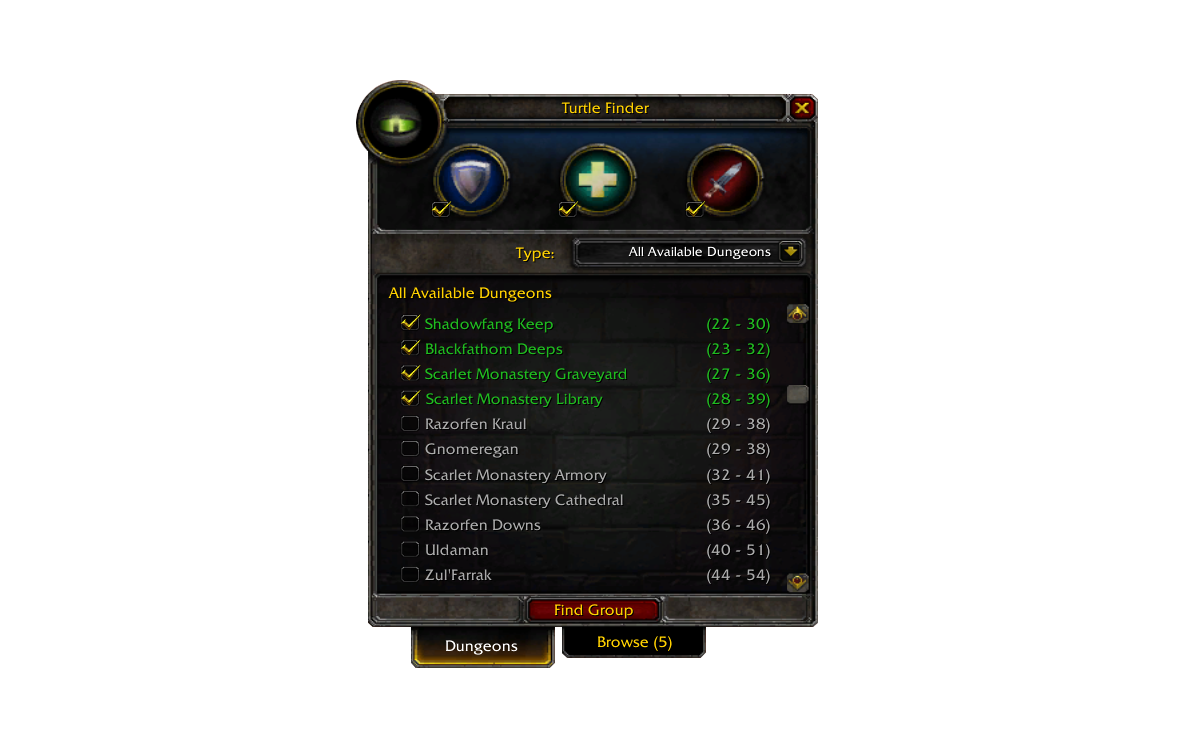 Turtle Finder
Type: All Available Dungeons
All Available Dungeons
Shadowfang Keep (22 - 30)
Blackfathom Deeps (23 - 32)
Scarlet Monastery Graveyard (27 - 36)
Scarlet Monastery Library (28 - 39)
Razorfen Kraul (29 - 38)
Gnomeregan (29 - 38)
Scarlet Monastery Armory (32 - 41)
Scarlet Monastery Cathedral (35 - 45)
Razorfen Downs (36 - 46)
Uldaman (40 - 51)
Zul'Farrak (44 - 54)
Find Group
Dungeons Browse (5)